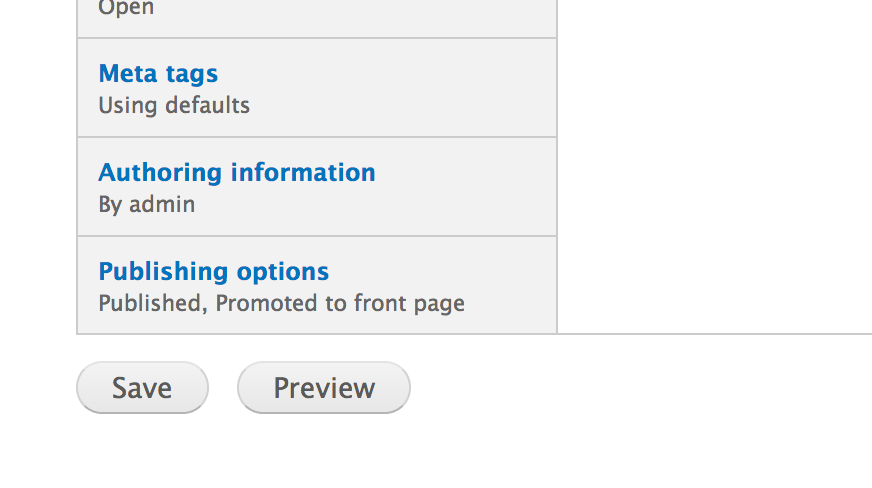 Open
Meta tags
Using defaults
Authoring information
By admin
Publishing options
Published, Promoted to front page
Save
Preview